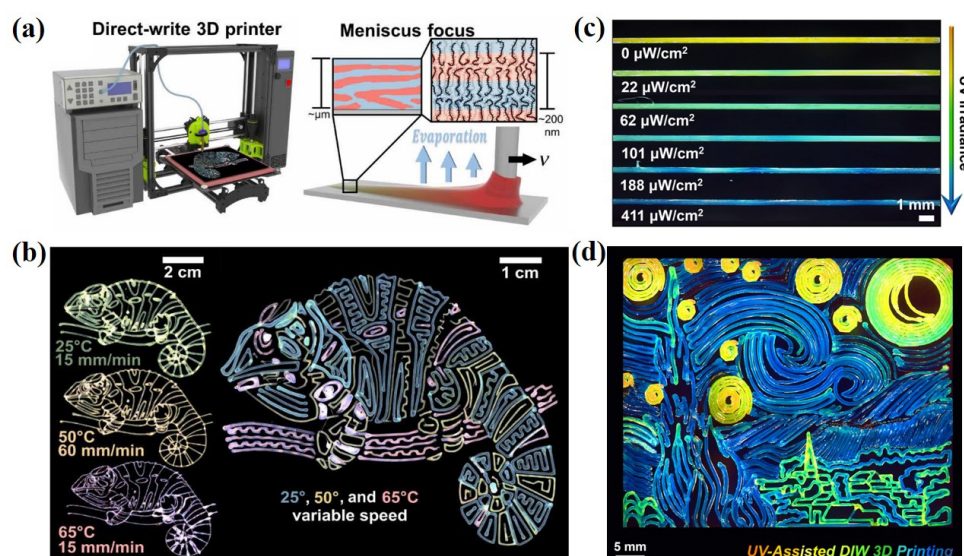 (a)
Direct-write 3D printer
Meniscus focus
~μm
~200
nm
Evaporation
v
(b)
2 cm
1 cm
25°C
15 mm/min
50°C
60 mm/min
65°C
15 mm/min
25°, 50°, and 65°C
variable speed
(c)
0 μW/cm²
22 μW/cm²
62 μW/cm²
101 μW/cm²
188 μW/cm²
411 μW/cm²
1 mm
UV irradiance
(d)
5 mm
UV-Assisted DIW 3D Printing